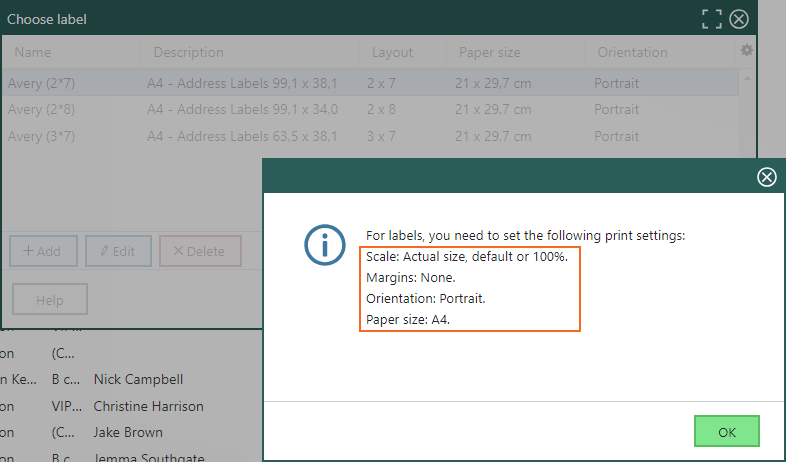 Choose label
Name Description Layout Paper size Orientation
Avery (2*7) A4 - Address Labels 99,1 x 38,1 2 x 7 21 x 29,7 cm Portrait
Avery (2*8) A4 - Address Labels 99,1 x 34,0 2 x 8 21 x 29,7 cm Portrait
Avery (3*7) A4 - Address Labels 63,5 x 38,1 3 x 7 21 x 29,7 cm Portrait
For labels, you need to set the following print settings:
Scale: Actual size, default or 100%.
Margins: None.
Orientation: Portrait.
Paper size: A4.
OK
Add Edit Delete
Help
on
on (C...
n Ke... B c... Nick Campbell
on VIP... Christine Harrison
on (C... Jake Brown
on B c... Jemma Southgate